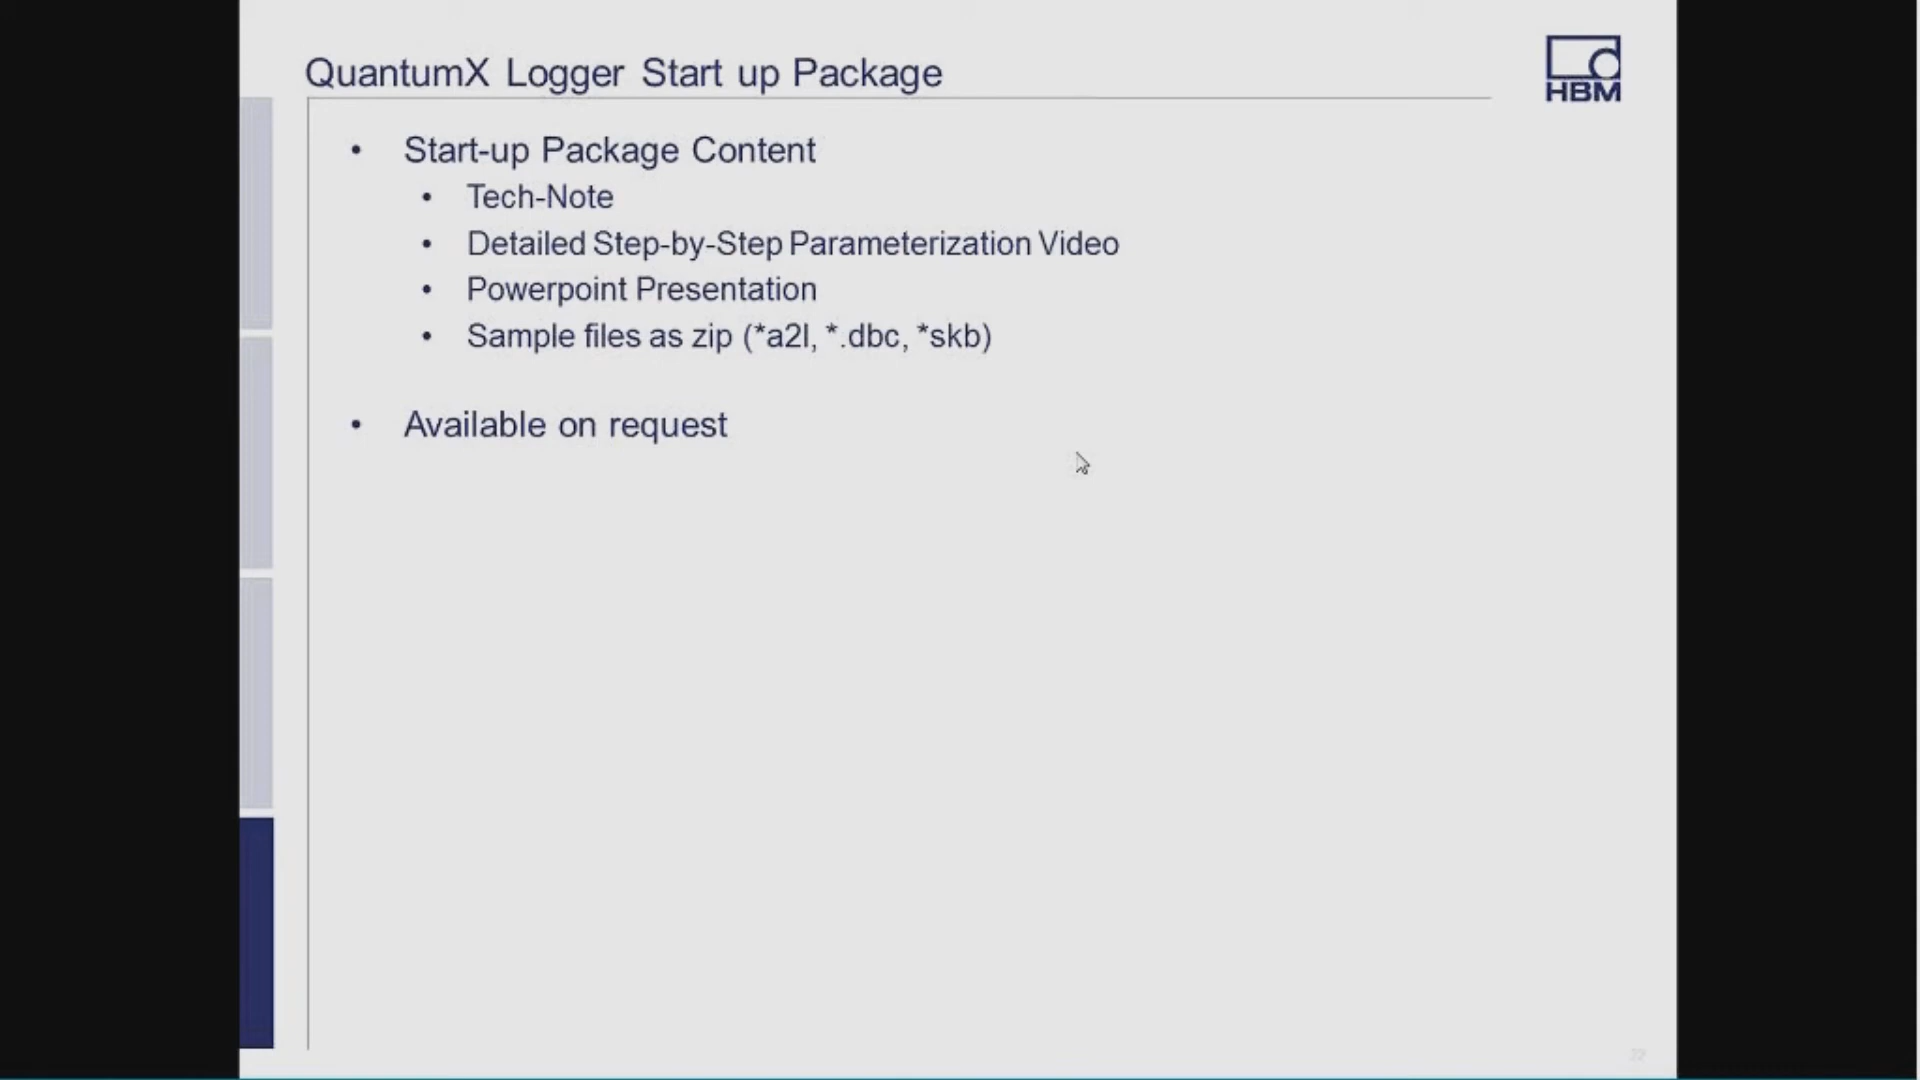 QuantumX Logger Start up Package
HBM
• Start-up Package Content
• Tech-Note
• Detailed Step-by-Step Parameterization Video
• Powerpoint Presentation
• Sample files as zip (*a2l, *.dbc, *skb)
• Available on request